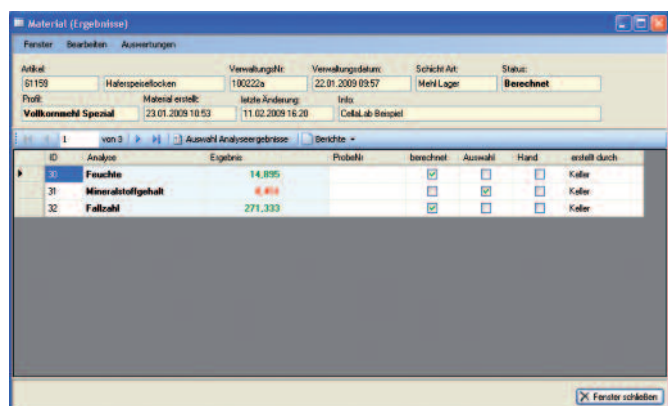 Material (Ergebnisse)
Fenster Bearbeiten Auswertungen
Artikel: VerwaltungsNr: Verwaltungsdatum: Schicht Art: Status:
61159 Haferspeiseflocken 100222a 22.01.2009 09:57 Mehl Lager Berechnet
Profil: Material erstellt: letzte Änderung: Info:
Vollkornmehl Spezial 23.01.2009 10:53 11.02.2009 16:20 CellaLab Beispiel
1 von 3 Auswahl Analyseergebnisse Berichte
ID Analyse Ergebnis ProbeNr berechnet Auswahl Hand erstellt durch
30 Feuchte 14,895 Keller
31 Mineralstoffgehalt Keller
32 Fallzahl 271,333 Keller
Fenster schließen